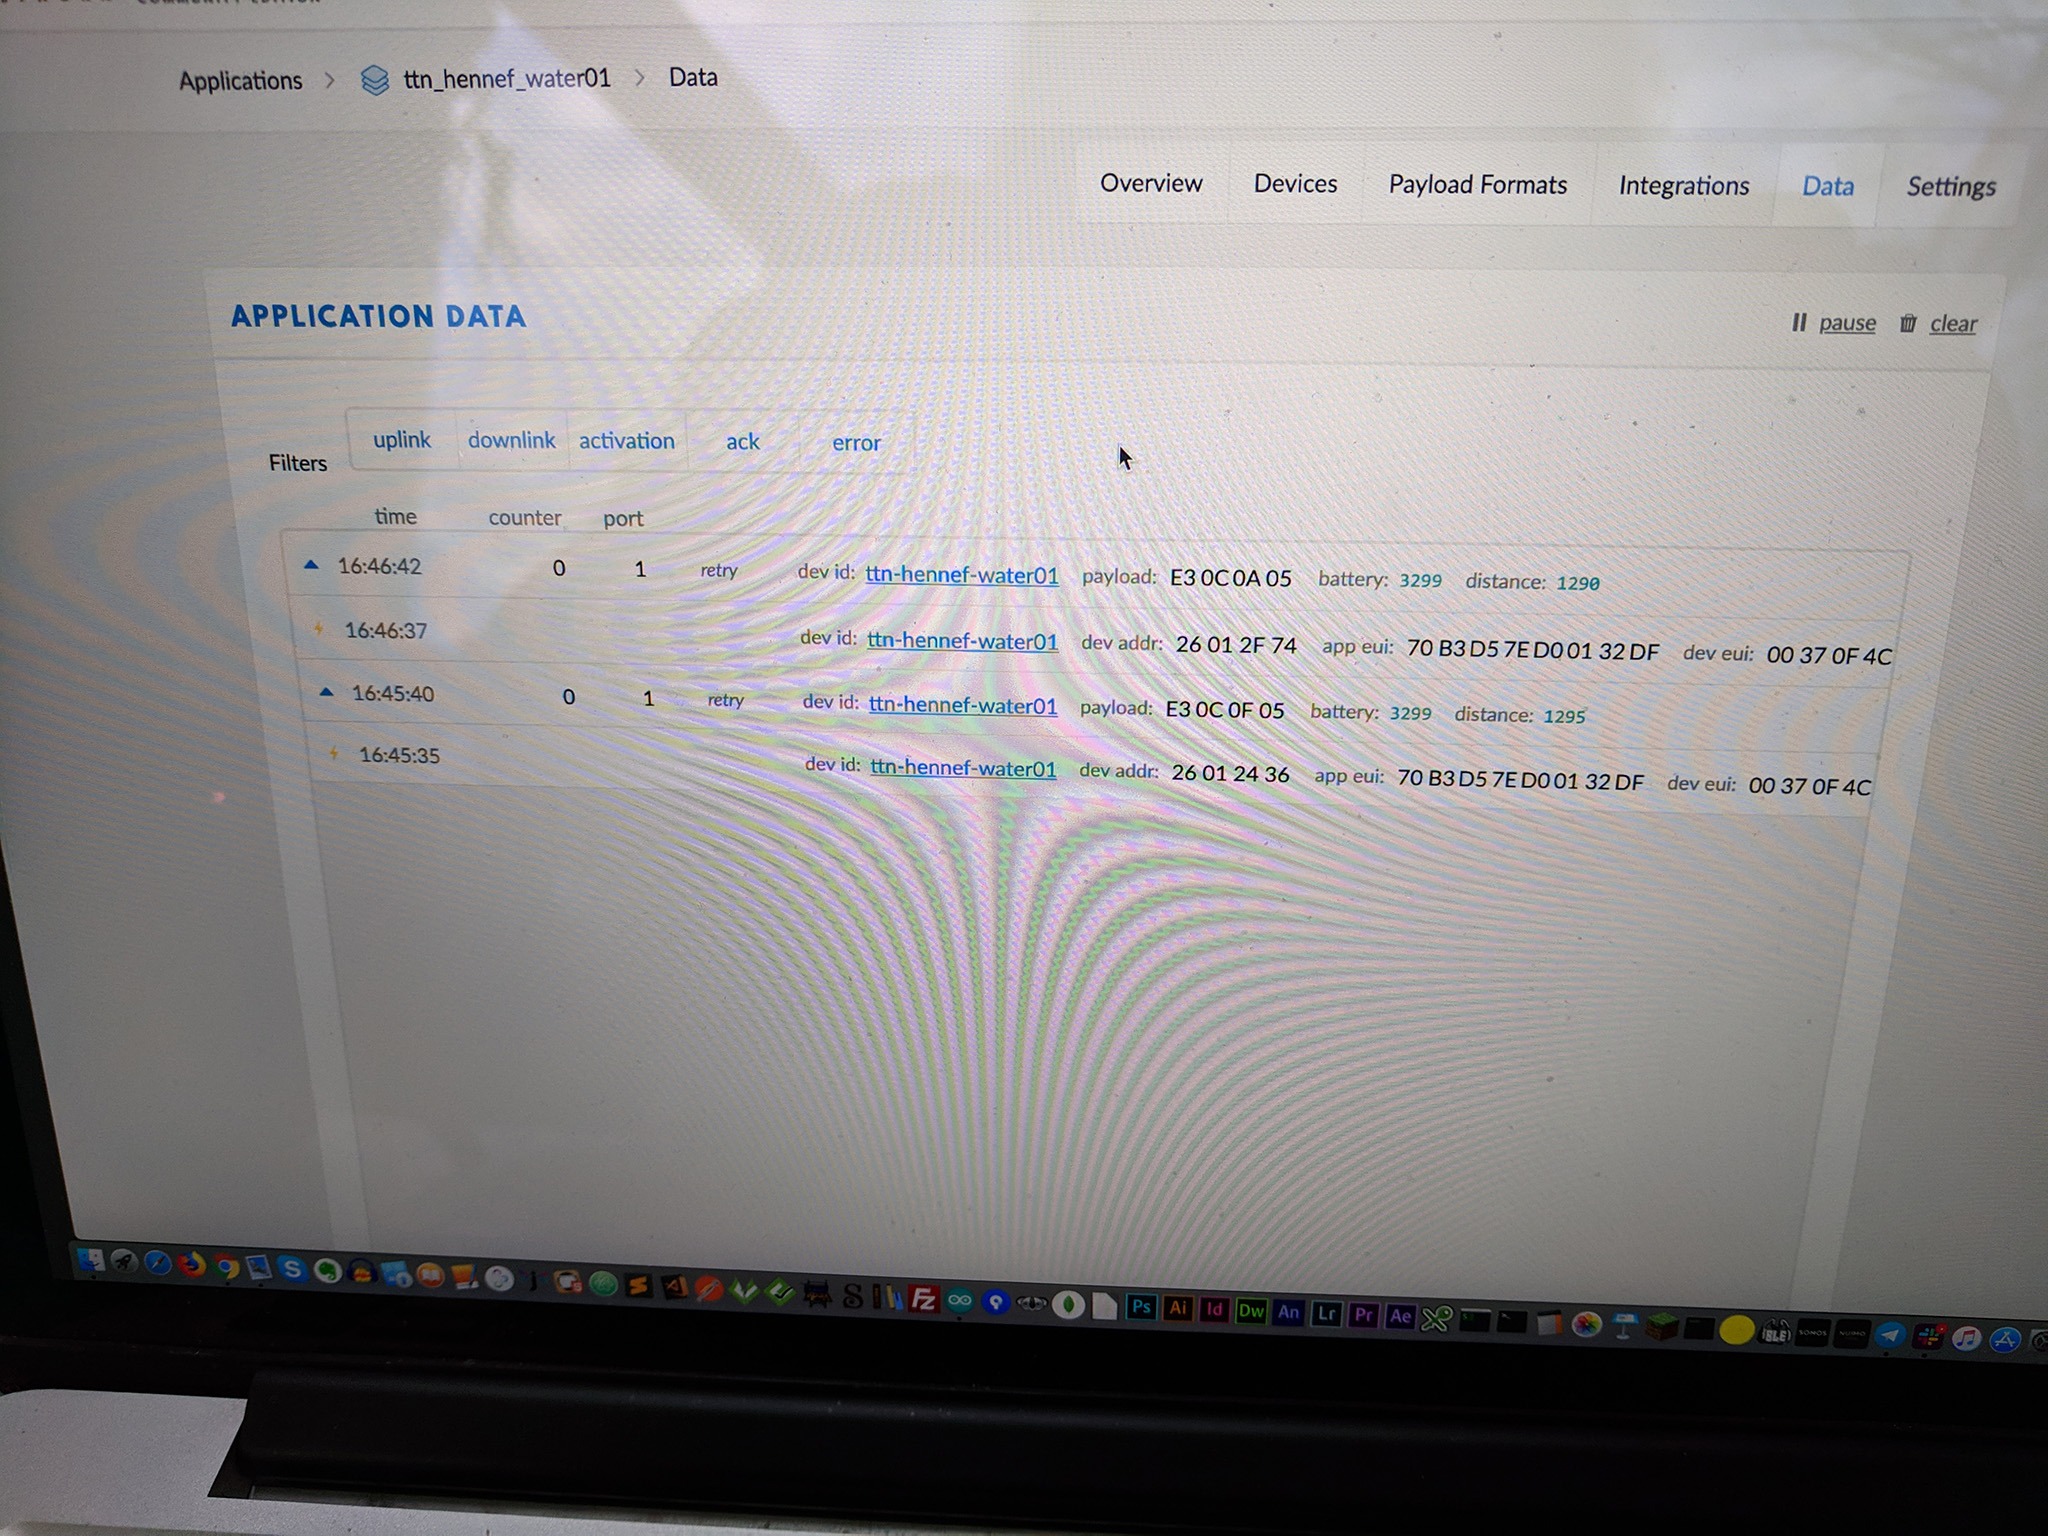 COMMUNITY EDITION
Applications > ttn_hennef_water01 > Data
Overview Devices Payload Formats Integrations Data Settings
APPLICATION DATA
pause clear
Filters uplink downlink activation ack error
time counter port
16:46:42 0 1 retry dev id: ttn-hennef-water01 payload: E3 0C 0A 05 battery: 3299 distance: 1290
16:46:37 dev id: ttn-hennef-water01 dev addr: 26 01 2F 74 app eui: 70 B3 D5 7E D0 01 32 DF dev eui: 00 37 0F 4C
16:45:40 0 1 retry dev id: ttn-hennef-water01 payload: E3 0C 0F 05 battery: 3299 distance: 1295
16:45:35 dev id: ttn-hennef-water01 dev addr: 26 01 24 36 app eui: 70 B3 D5 7E D0 01 32 DF dev eui: 00 37 0F 4C
S S Fz Ps Ai Id Dw An Lr Pr Ae BLE SONOS